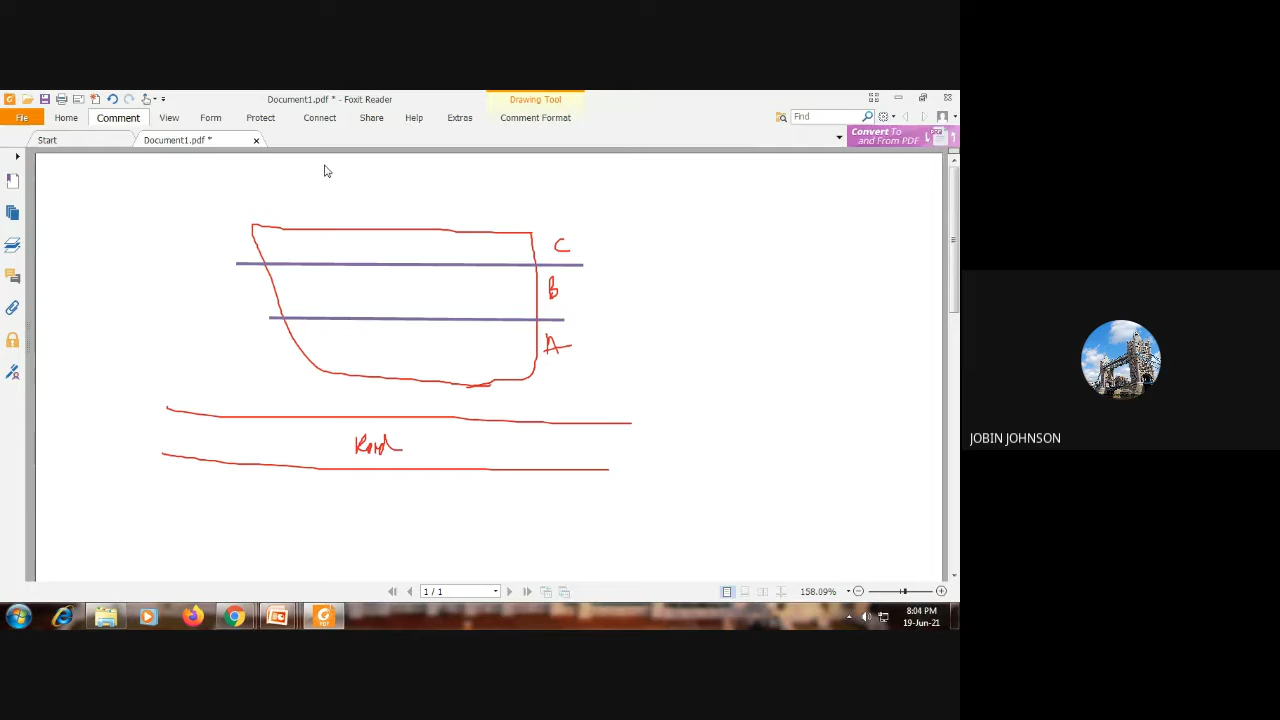 Document1.pdf * - Foxit Reader
Drawing Tool
File Home Comment View Form Protect Connect Share Help Extras Comment Format
Find
Start
Document1.pdf *
Convert To
and From PDF
C
B
A
Road
JOBIN JOHNSON
1 / 1
158.09%
8:04 PM
19-Jun-21